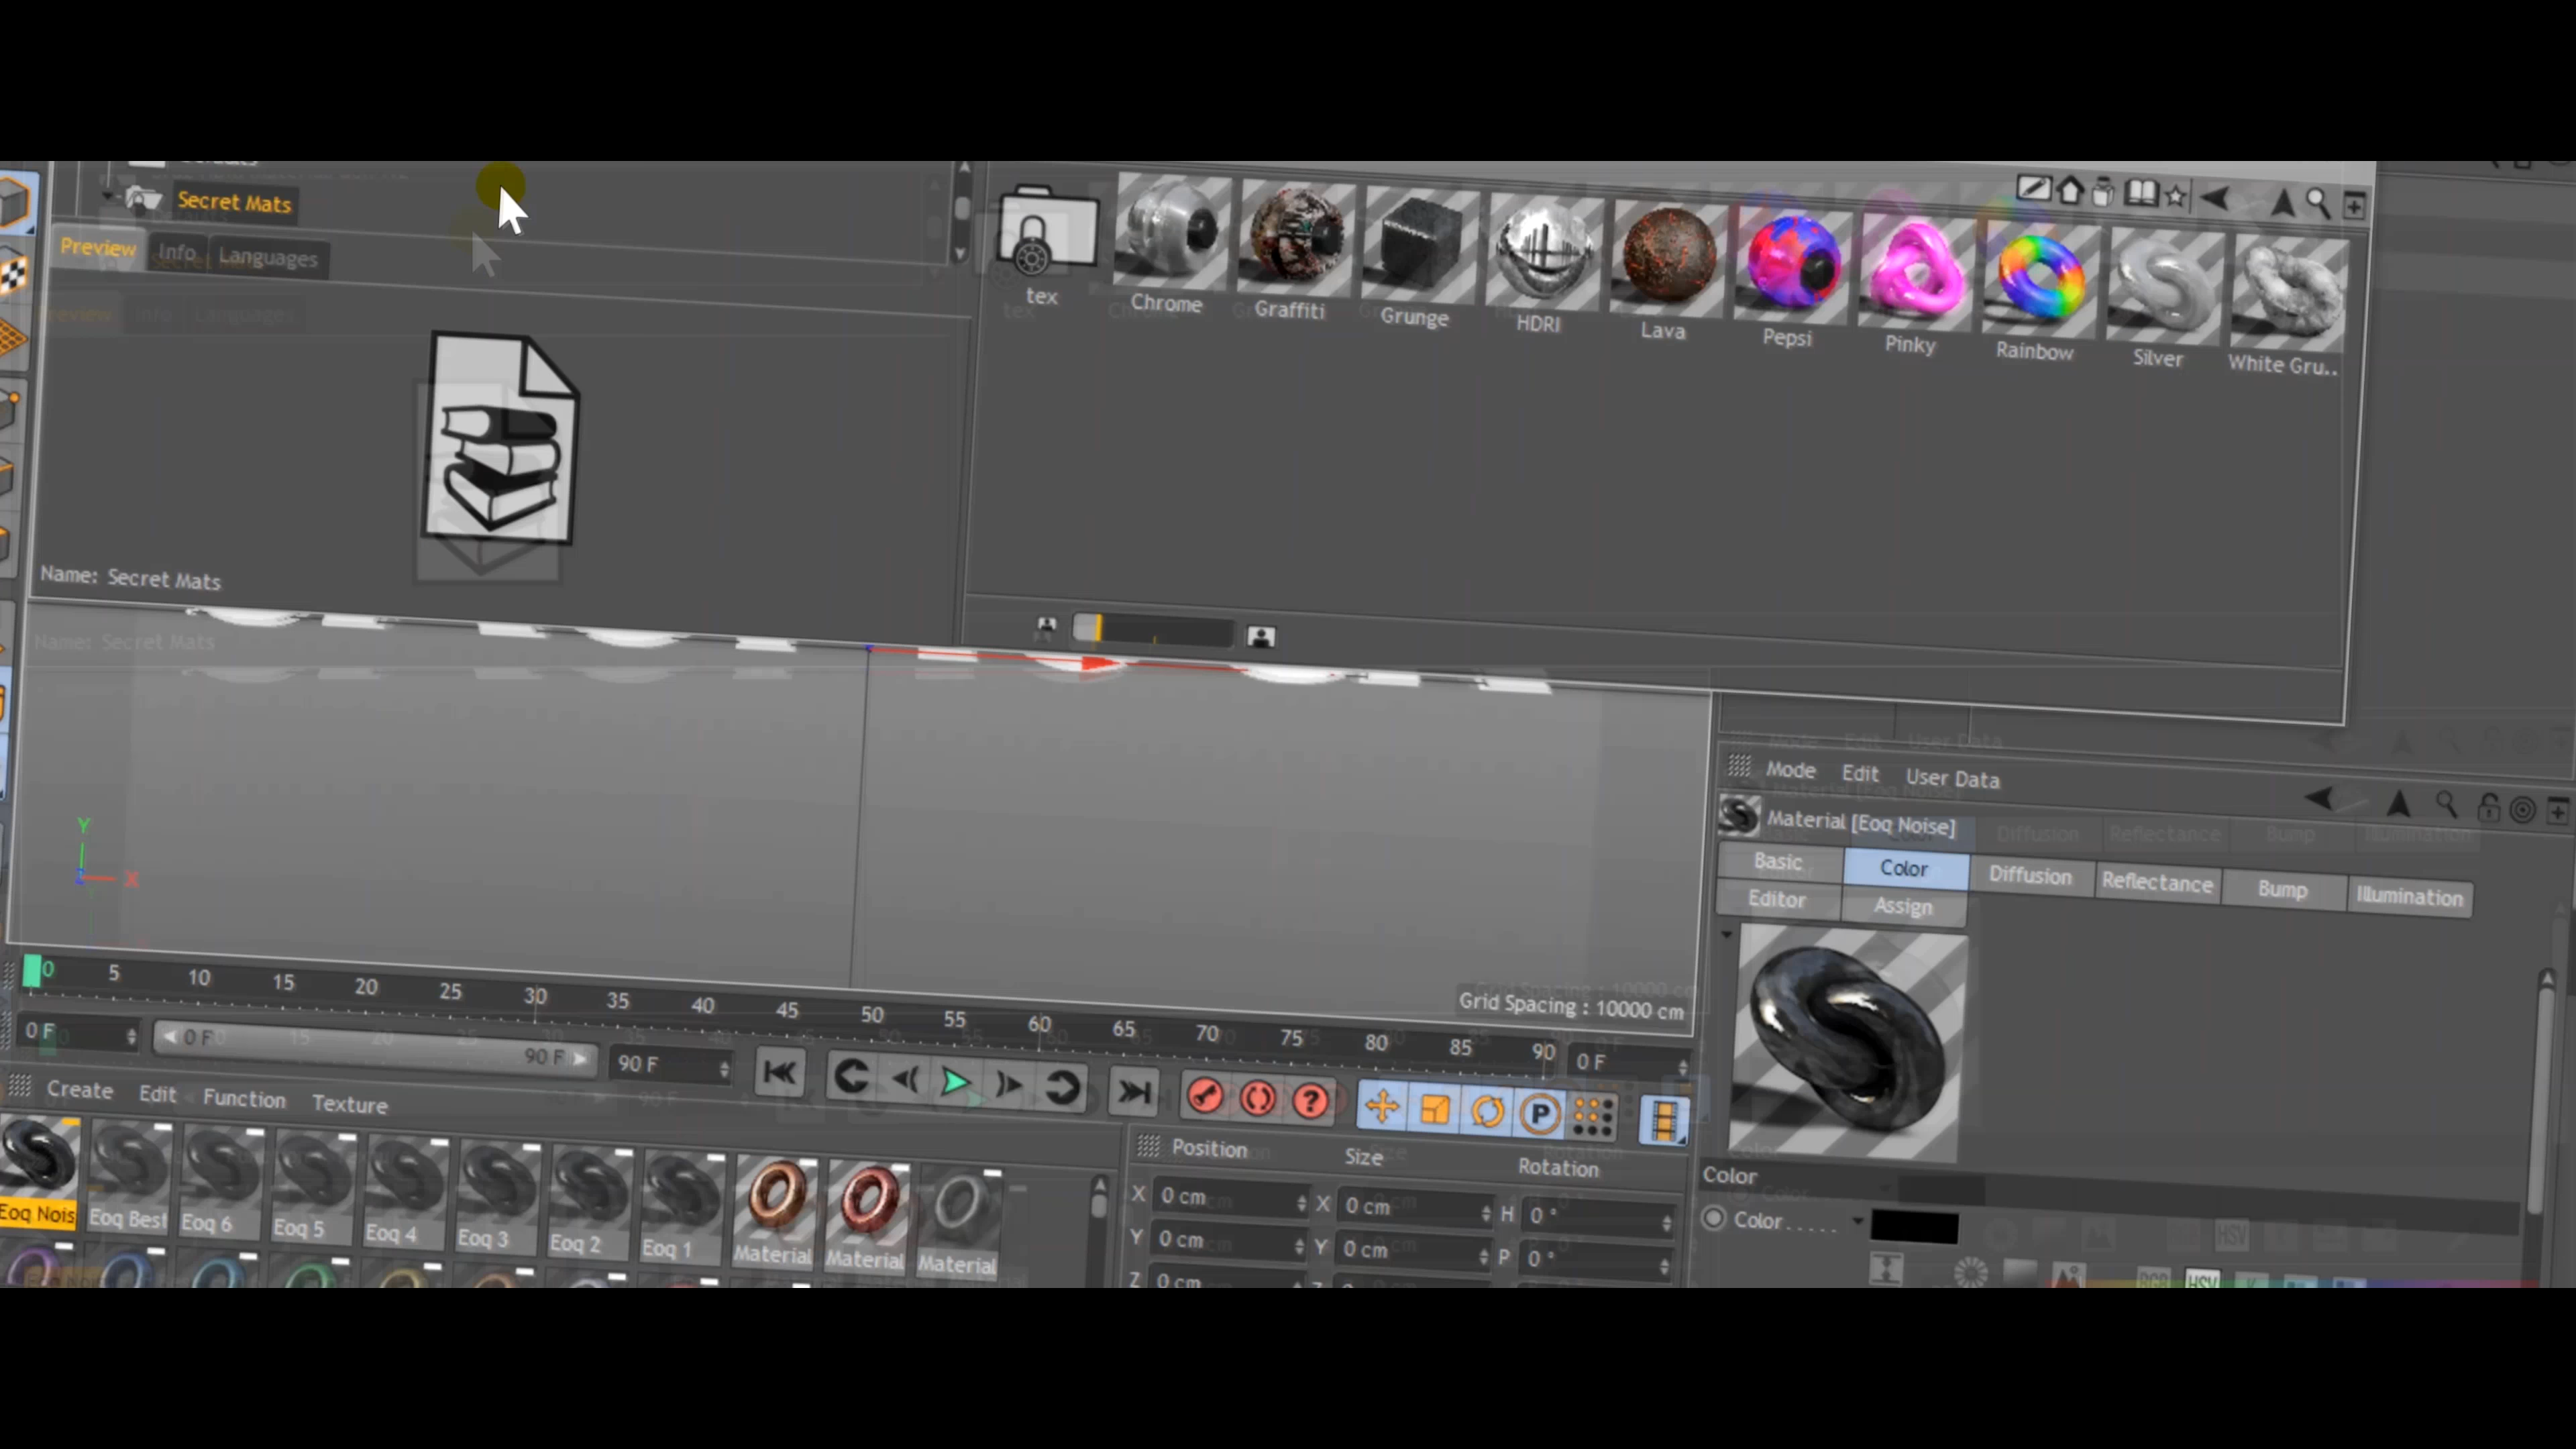 Secret Mats
Preview Info Languages
Name: Secret Mats
tex Chrome Graffiti Grunge HDRI Lava Pepsi Pinky Rainbow Silver White Gru..
Mode Edit User Data
Material [Eoq Noise]
Basic Color Diffusion Reflectance Bump Illumination
Editor Assign
Y
X
Z
Grid Spacing : 10000 cm
0 5 10 15 20 25 30 35 40 45 50 55 60 65 70 75 80 85 90 0 F
0 F 0 F 90 F 90 F
P
Create Edit Function Texture
Eoq Nois Eoq Best Eoq 6 Eoq 5 Eoq 4 Eoq 3 Eoq 2 Eoq 1 Material Material Material
Position Size Rotation
X 0 cm X 0 cm H 0 °
Y 0 cm Y 0 cm P 0 °
Z 0 cm
Color
Color . . . . .
RGB HSV